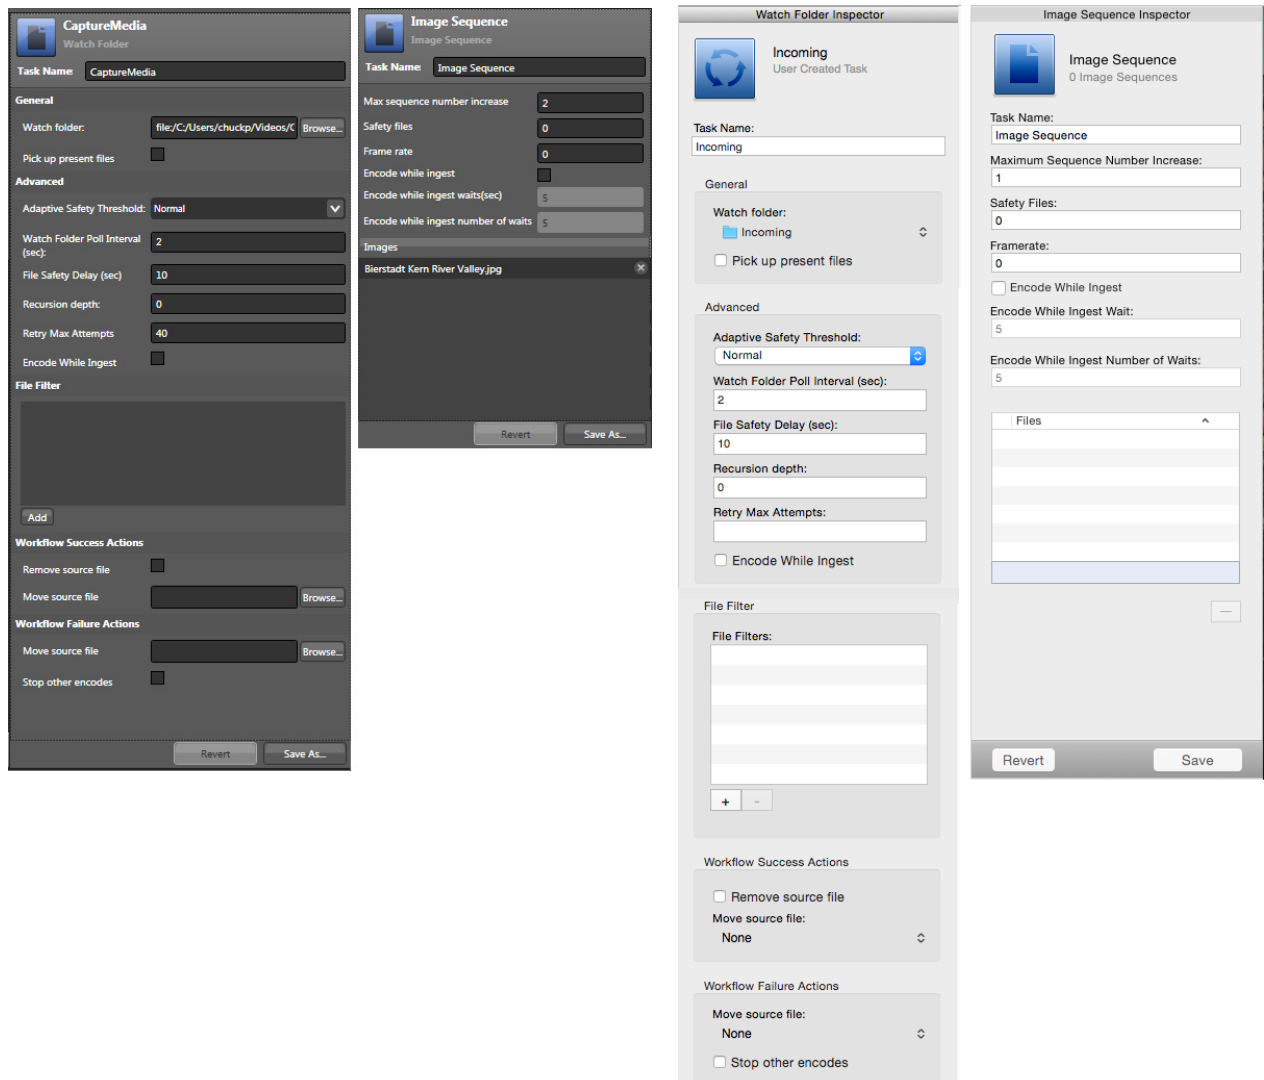 CaptureMedia
Watch Folder
Task Name: CaptureMedia
General
Watch folder: file:/C:/Users/chuckp/Videos/C Browse...
Pick up present files
Advanced
Adaptive Safety Threshold: Normal
Watch Folder Poll Interval (sec): 2
File Safety Delay (sec) 10
Recursion depth: 0
Retry Max Attempts 40
Encode While Ingest
File Filter
Add
Workflow Success Actions
Remove source file
Move source file Browse...
Workflow Failure Actions
Move source file Browse...
Stop other encodes
Revert Save As...
Image Sequence
Image Sequence
Task Name: Image Sequence
Max sequence number increase 2
Safety files 0
Frame rate 0
Encode while ingest
Encode while ingest waits(sec) 5
Encode while ingest number of waits 5
Images
Bierstadt Kern River Valley.jpg
Revert Save As...
Watch Folder Inspector
Incoming
User Created Task
Task Name:
Incoming
General
Watch folder:
Incoming
Pick up present files
Advanced
Adaptive Safety Threshold:
Normal
Watch Folder Poll Interval (sec):
2
File Safety Delay (sec):
10
Recursion depth:
0
Retry Max Attempts:
Encode While Ingest
File Filter
File Filters:
+ -
Workflow Success Actions
Remove source file
Move source file:
None
Workflow Failure Actions
Move source file:
None
Stop other encodes
Image Sequence Inspector
Image Sequence
0 Image Sequences
Task Name:
Image Sequence
Maximum Sequence Number Increase:
1
Safety Files:
0
Framerate:
0
Encode While Ingest
Encode While Ingest Wait:
5
Encode While Ingest Number of Waits:
5
Files
Revert Save